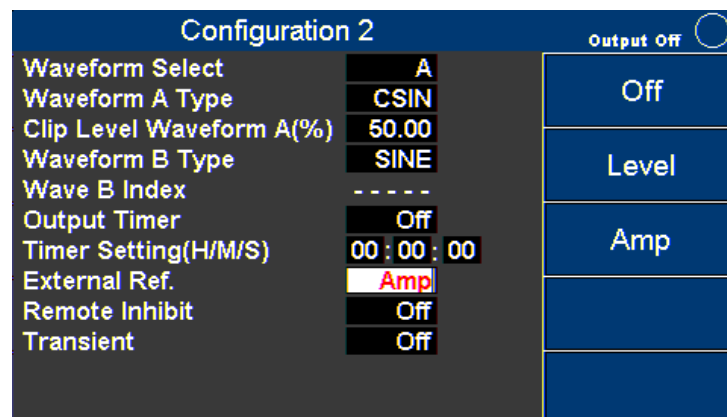 Configuration 2
Output Off
Waveform Select A
Waveform A Type CSIN
Clip Level Waveform A(%) 50.00
Waveform B Type SINE
Wave B Index -----
Output Timer Off
Timer Setting(H/M/S) 00:00:00
External Ref. Amp
Remote Inhibit Off
Transient Off
Off
Level
Amp